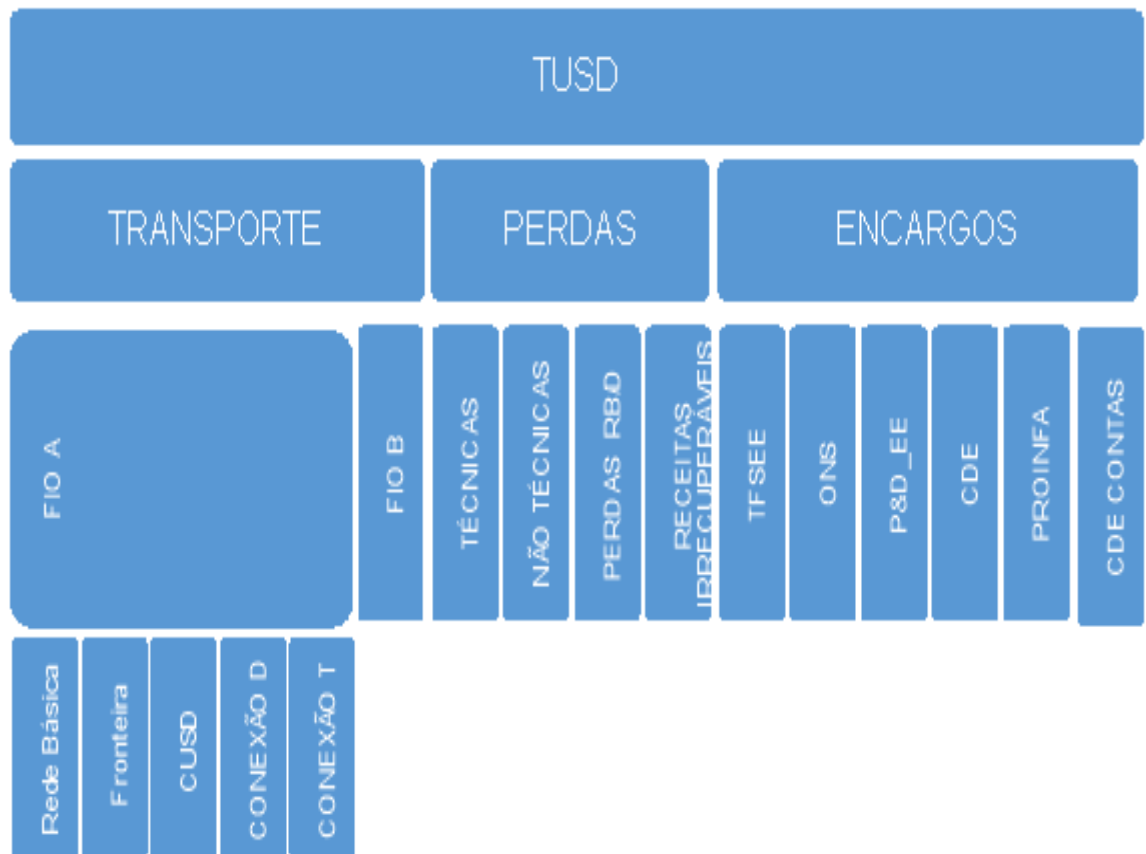 TUSD
TRANSPORTE
PERDAS
ENCARGOS
FIO A
FIO B
TÉCNICAS
NÃO TÉCNICAS
PERDAS RB/D
RECEITAS
IRRECUPERÁVEIS
TFSEE
ONS
P&D_EE
CDE
PROINFA
CDE CONTAS
Rede Básica
Fronteira
CUSD
CONEXÃO D
CONEXÃO T